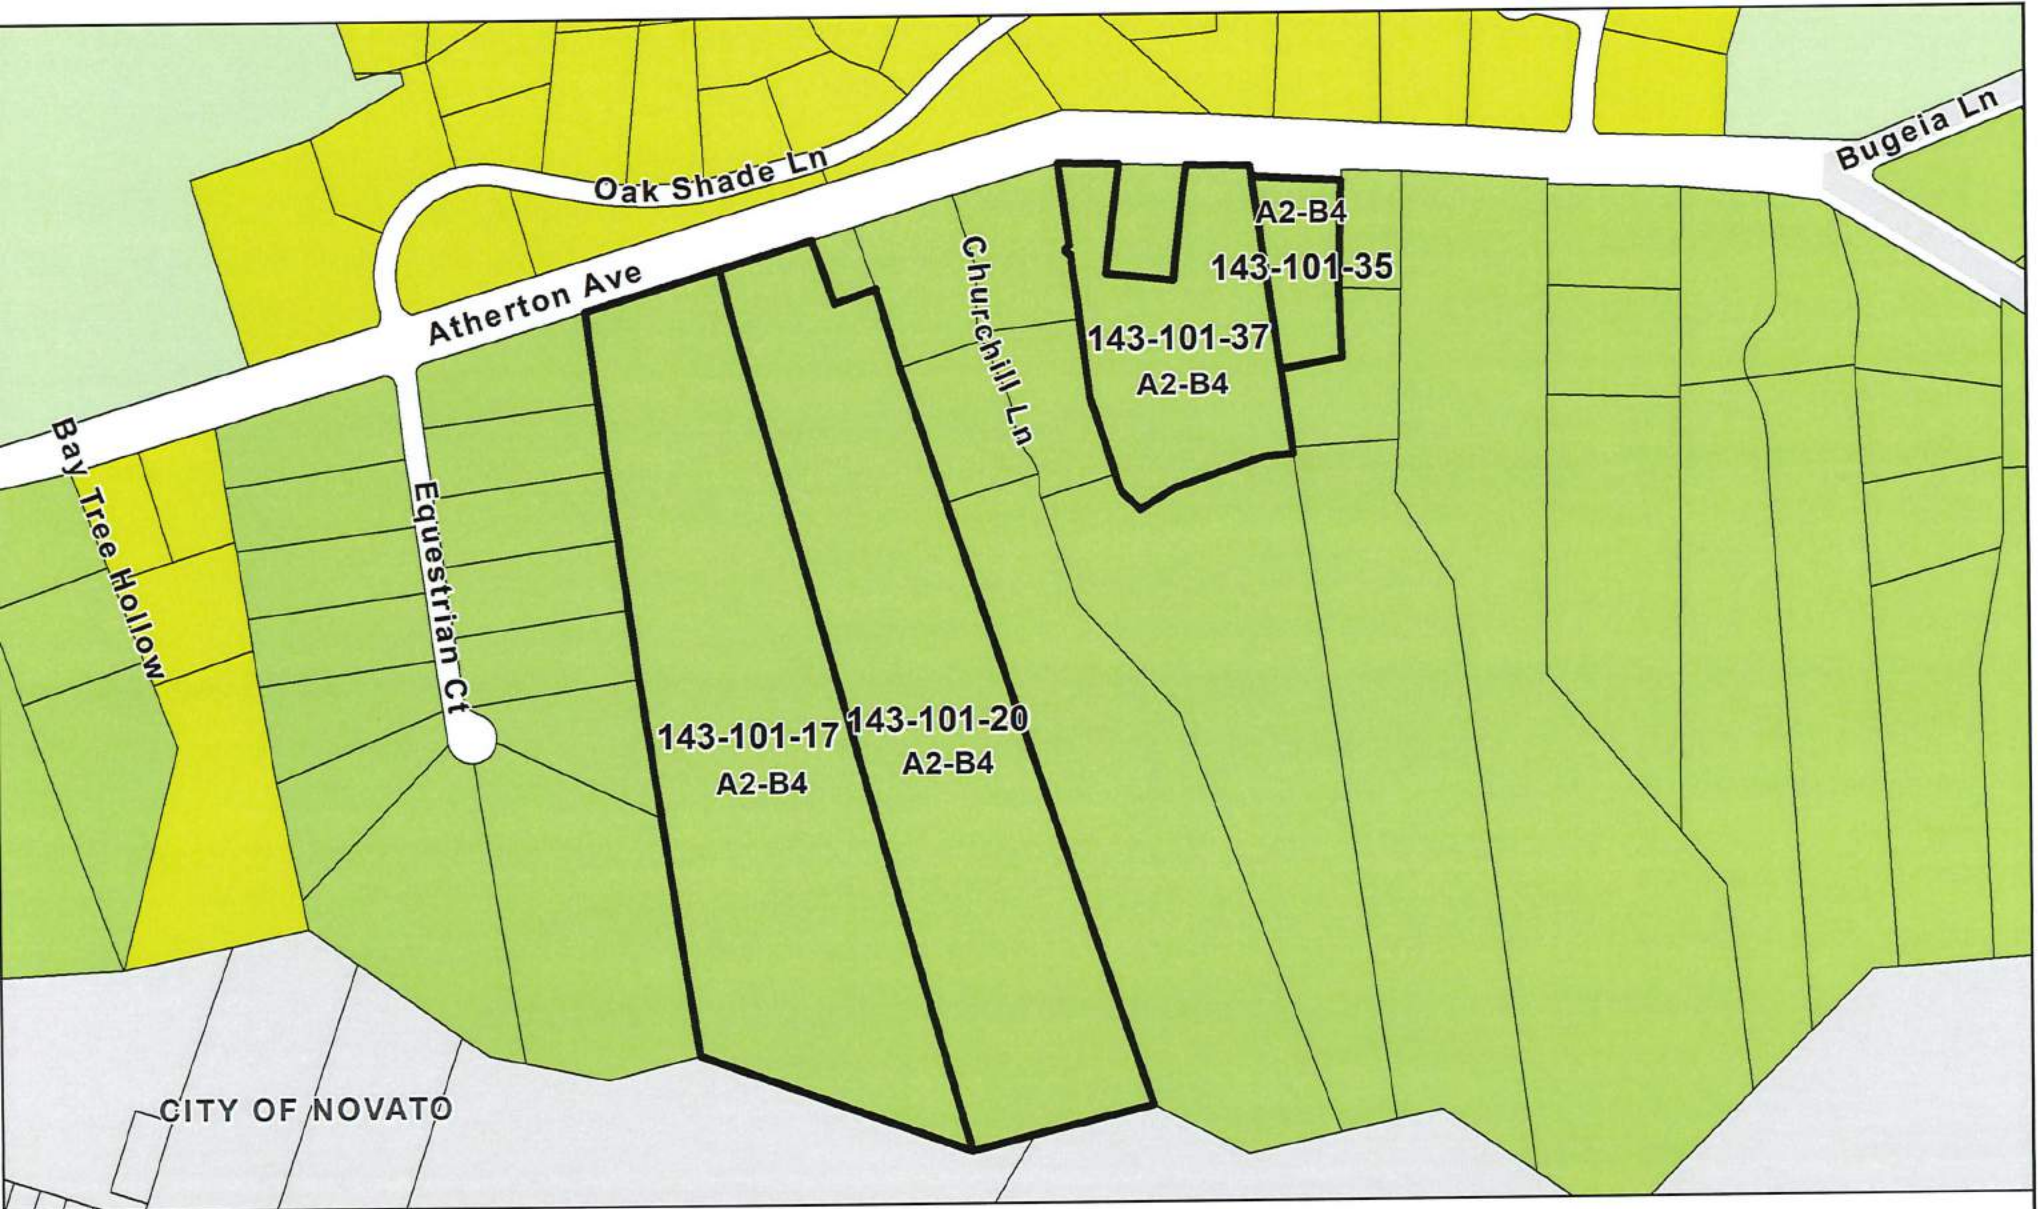 Bugeia Ln
Oak Shade Ln
A2-B4
143-101-35
Churchill Ln
Atherton Ave
143-101-37
A2-B4
Bay Tree Hollow
Equestrian Ct
143-101-17
A2-B4
143-101-20
A2-B4
CITY OF NOVATO